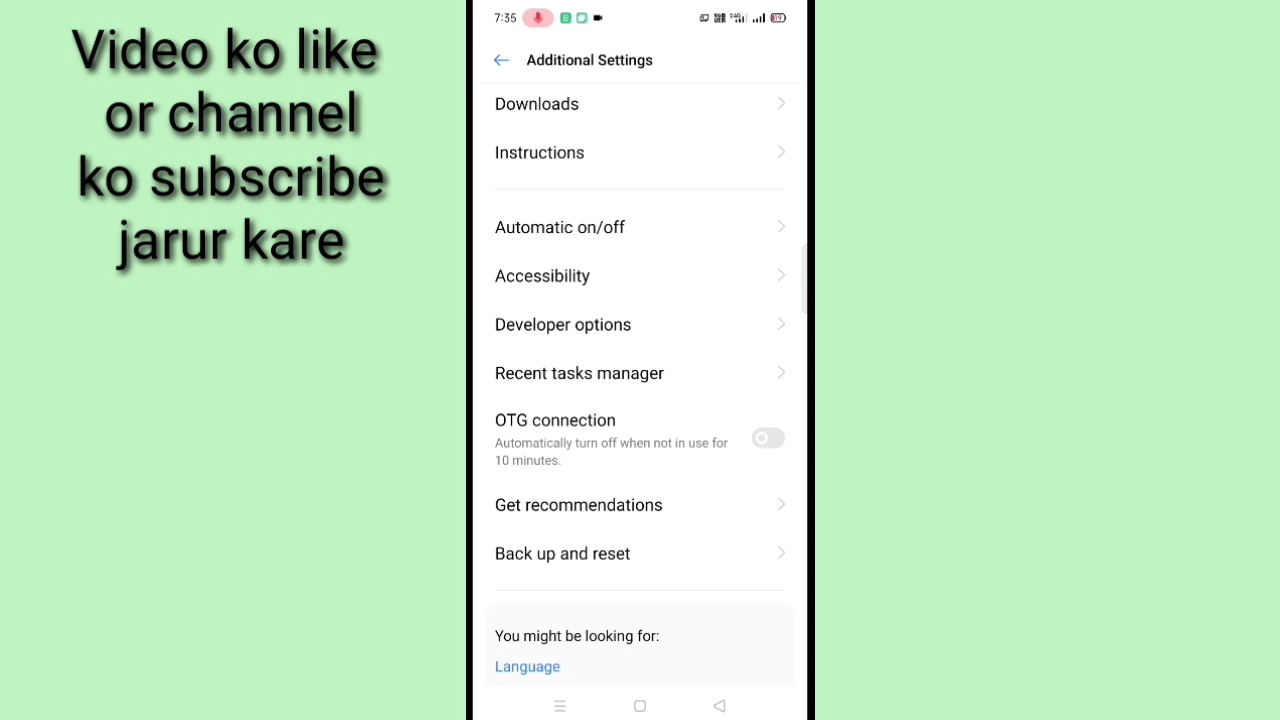 Video ko like
or channel
ko subscribe
jarur kare
7:35
Additional Settings
Downloads
Instructions
Automatic on/off
Accessibility
Developer options
Recent tasks manager
OTG connection
Automatically turn off when not in use for
10 minutes.
Get recommendations
Back up and reset
You might be looking for:
Language